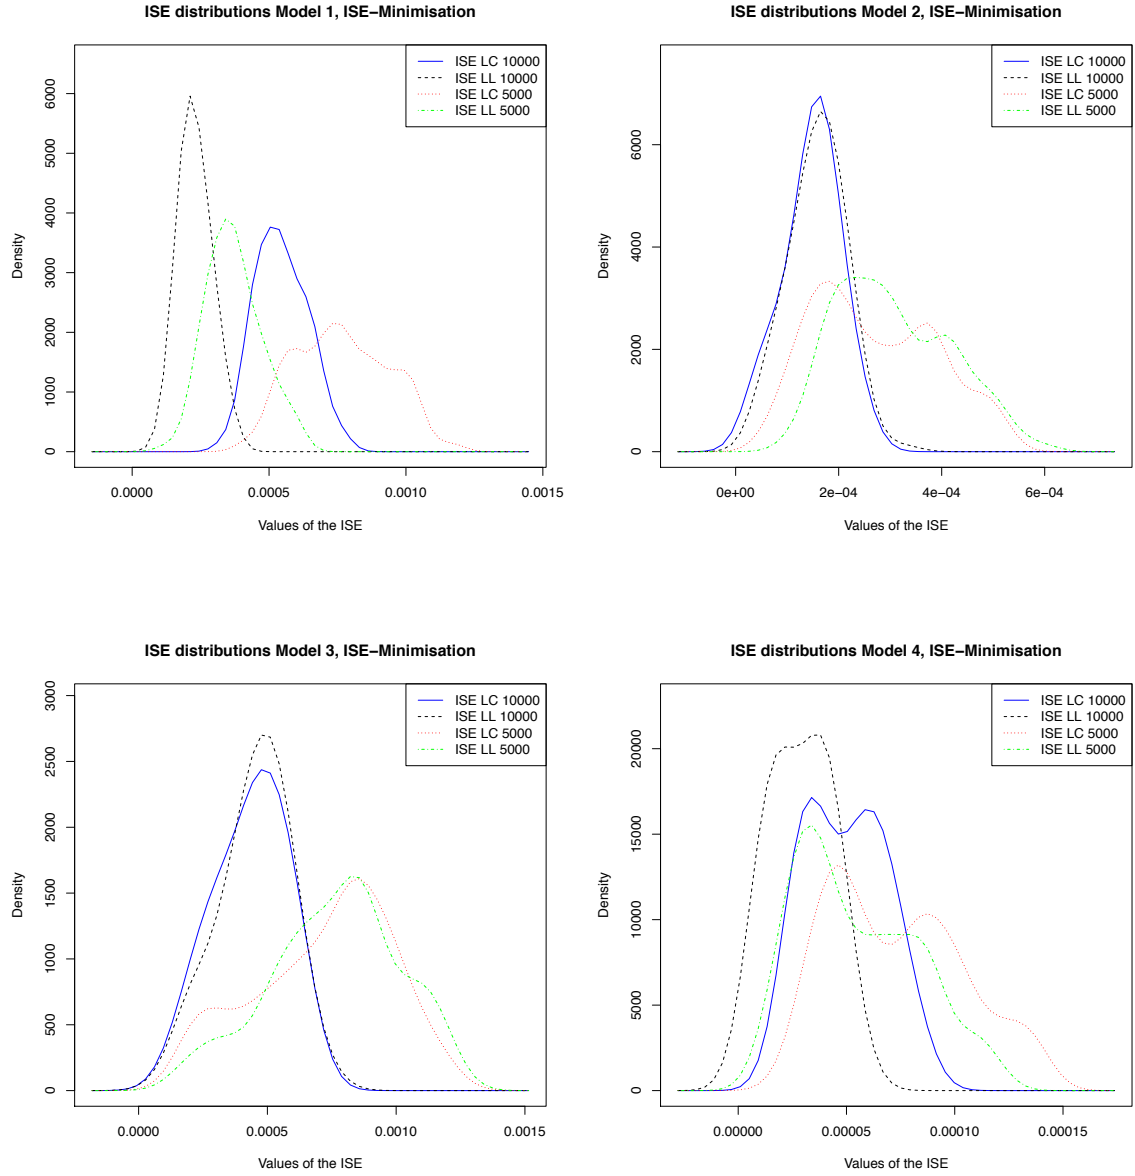 ISE distributions Model 1, ISE−Minimisation
ISE LC 10000
ISE LL 10000
ISE LC 5000
ISE LL 5000
Density
0
1000
2000
3000
4000
5000
6000
0.0000
0.0005
0.0010
0.0015
Values of the ISE
ISE distributions Model 2, ISE−Minimisation
ISE LC 10000
ISE LL 10000
ISE LC 5000
ISE LL 5000
Density
0
2000
4000
6000
0e+00
2e−04
4e−04
6e−04
Values of the ISE
ISE distributions Model 3, ISE−Minimisation
ISE LC 10000
ISE LL 10000
ISE LC 5000
ISE LL 5000
Density
0
500
1000
1500
2000
2500
3000
0.0000
0.0005
0.0010
0.0015
Values of the ISE
ISE distributions Model 4, ISE−Minimisation
ISE LC 10000
ISE LL 10000
ISE LC 5000
ISE LL 5000
Density
0
5000
10000
15000
20000
0.00000
0.00005
0.00010
0.00015
Values of the ISE